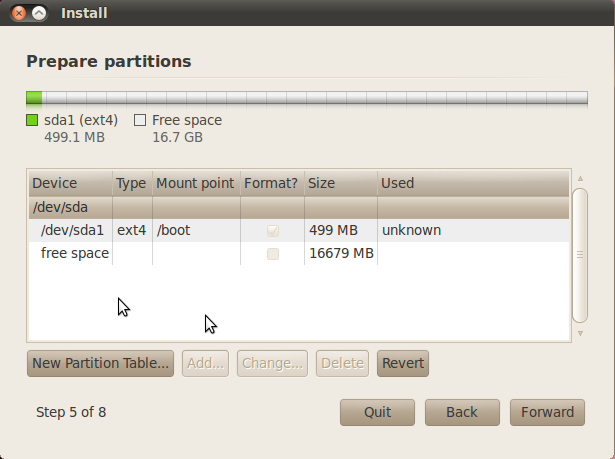 Install
Prepare partitions
sda1 (ext4) Free space
499.1 MB 16.7 GB
Device Type Mount point Format? Size Used
/dev/sda
/dev/sda1 ext4 /boot 499 MB unknown
free space 16679 MB
New Partition Table... Add... Change... Delete Revert
Step 5 of 8 Quit Back Forward